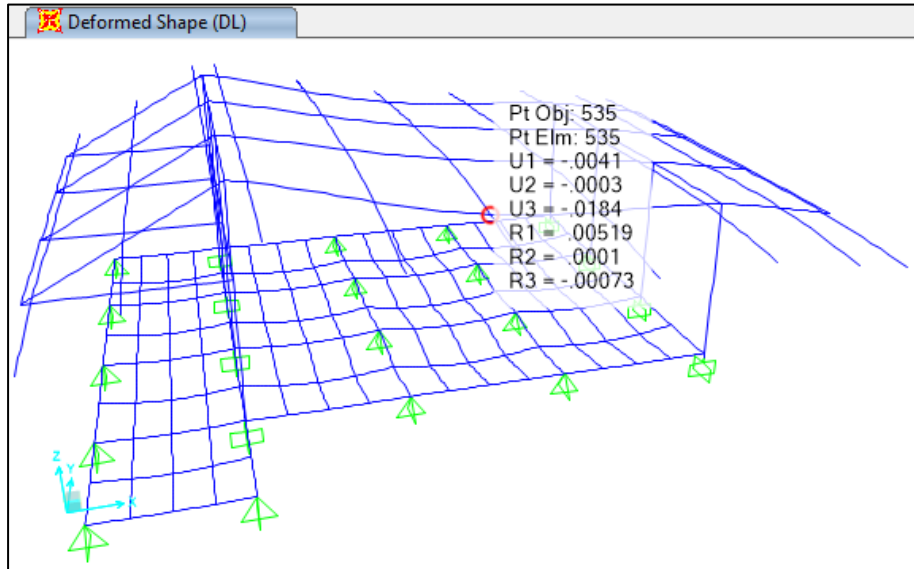 Deformed Shape (DL)
Pt Obj: 535
Pt Elm: 535
U1 = -.0041
U2 = -.0003
U3 = -.0184
R1 = .00519
R2 = .0001
R3 = -.00073
Z
Y
X